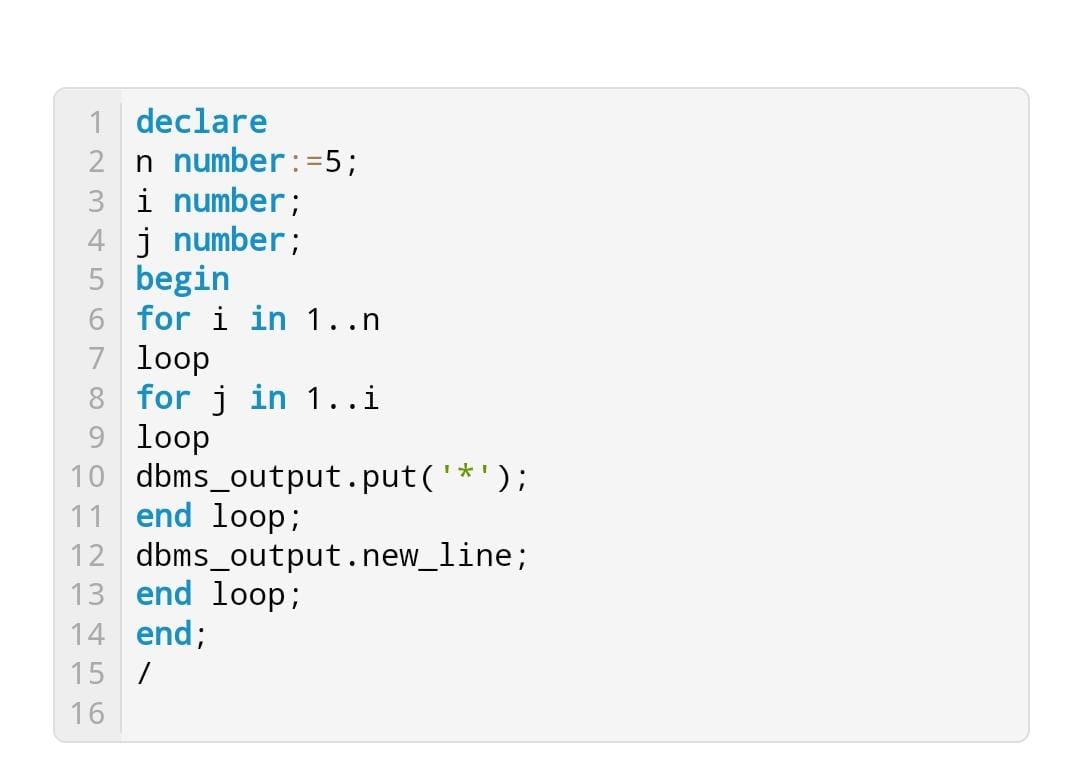 1 declare
2 n number:=5;
3 i number;
4 j number;
5 begin
6 for i in 1..n
7 loop
8 for j in 1..i
9 loop
10 dbms_output.put('*');
11 end loop;
12 dbms_output.new_line;
13 end loop;
14 end;
15 /
16